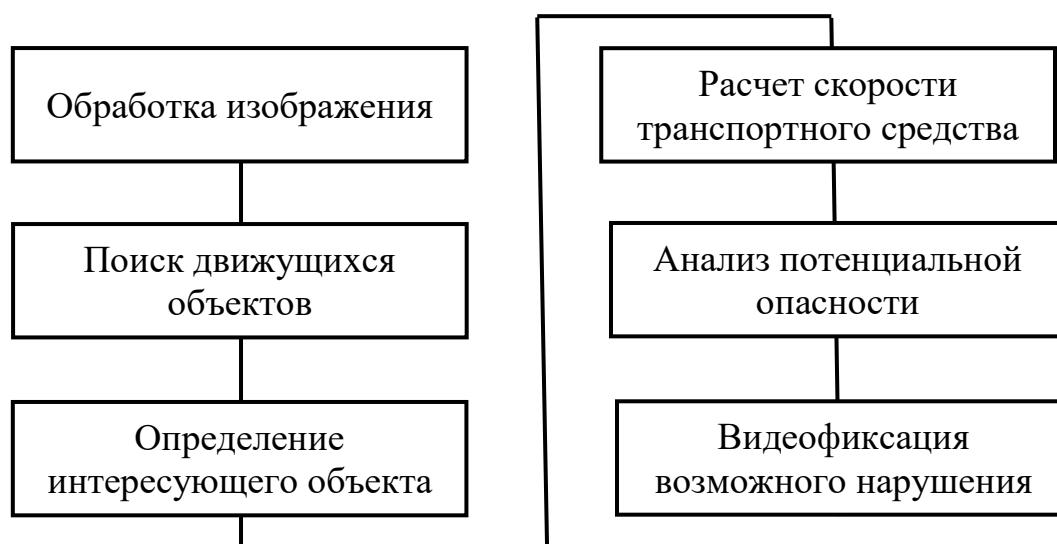 Обработка изображения
Поиск движущихся
объектов
Определение
интересующего объекта
Расчет скорости
транспортного средства
Анализ потенциальной
опасности
Видеофиксация
возможного нарушения